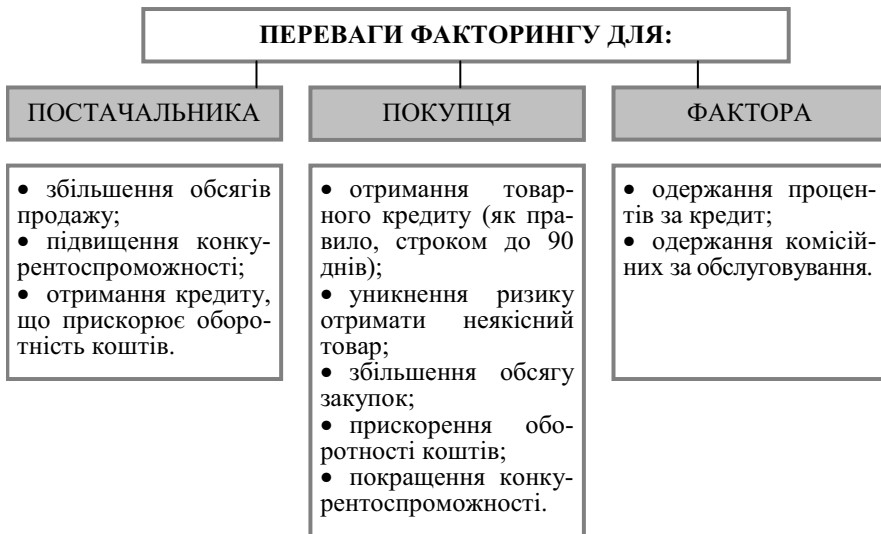 ПЕРЕВАГИ ФАКТОРИНГУ ДЛЯ:
ПОСТАЧАЛЬНИКА
ПОКУПЦЯ
ФАКТОРА
• збільшення обсягів
продажу;
• підвищення конку-
рентоспроможності;
• отримання кредиту,
що прискорює оборо-
тність коштів.
• отримання товар-
ного кредиту (як пра-
вило, строком до 90
днів);
• уникнення ризику
отримати неякісний
товар;
• збільшення обсягу
закупок;
• прискорення обо-
ротності коштів;
• покращення конку-
рентоспроможності.
• одержання процен-
тів за кредит;
• одержання комісій-
них за обслуговування.